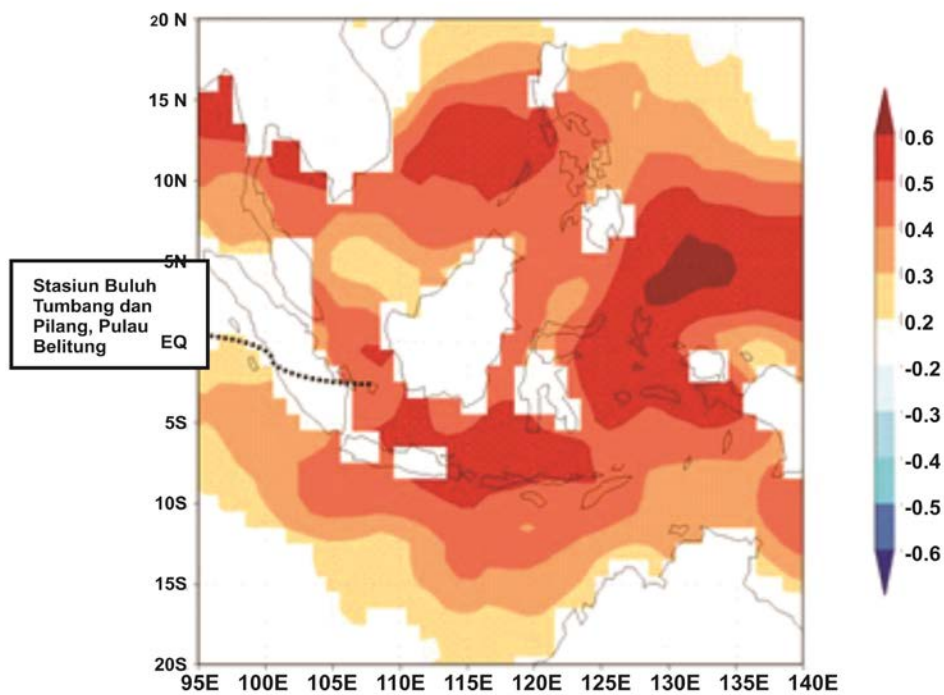 20 N
15 N
10N
5N
EQ
5S
10S
15S
20S
Stasiun Buluh
Tumbang dan
Pilang, Pulau
Belitung
95E 100E 105E 110E 115E 120E 125E 130E 135E 140E
0.6
0.5
0.4
0.3
0.2
-0.2
-0.3
-0.4
-0.5
-0.6